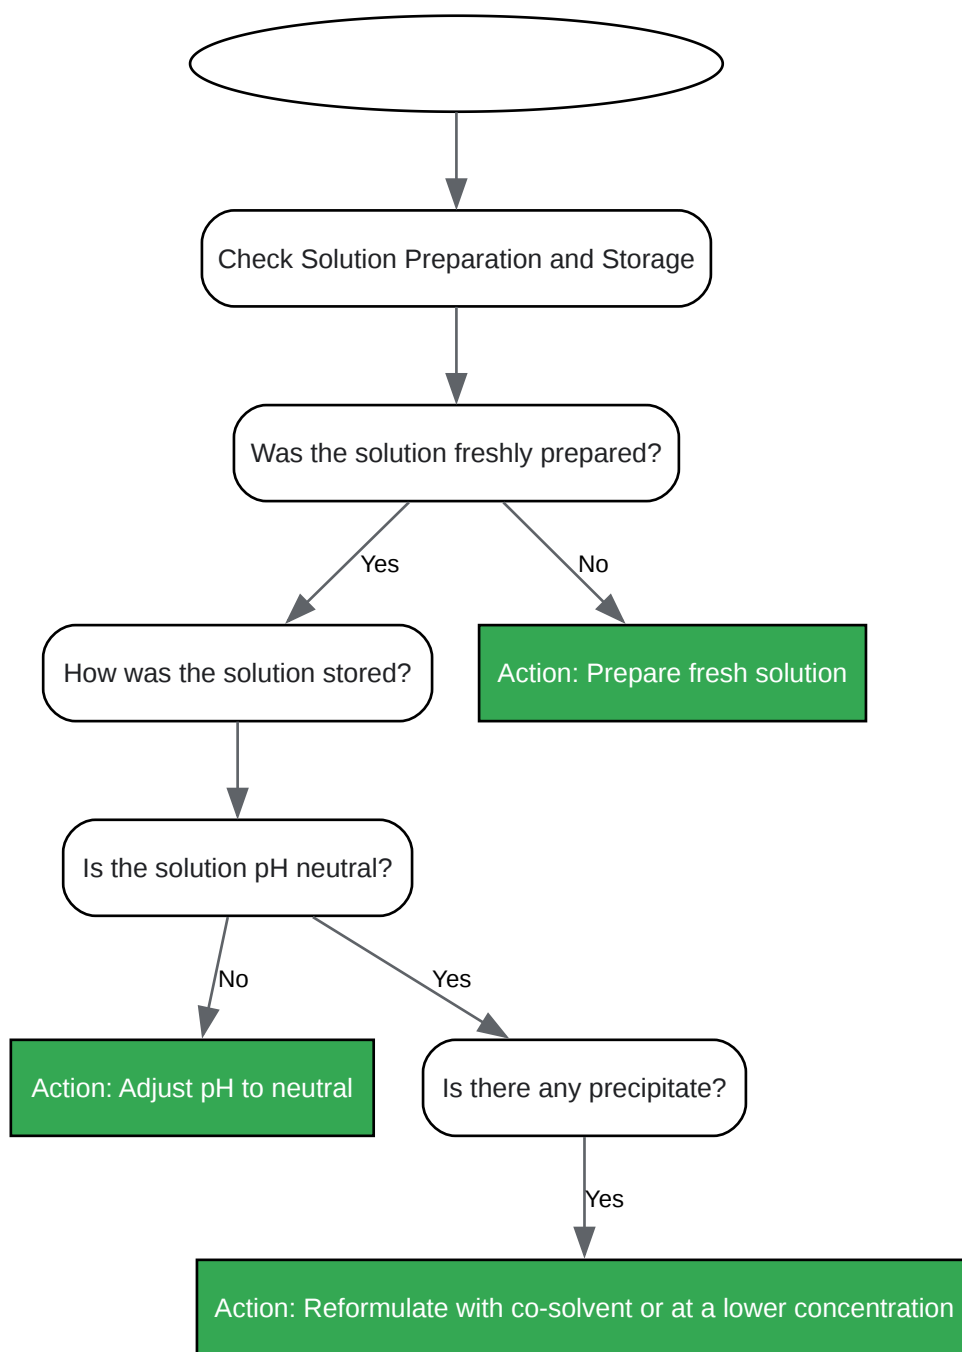 Check Solution Preparation and Storage
Was the solution freshly prepared?
Yes
No
How was the solution stored?
Action: Prepare fresh solution
Is the solution pH neutral?
No
Yes
Action: Adjust pH to neutral
Is there any precipitate?
Yes
Action: Reformulate with co-solvent or at a lower concentration